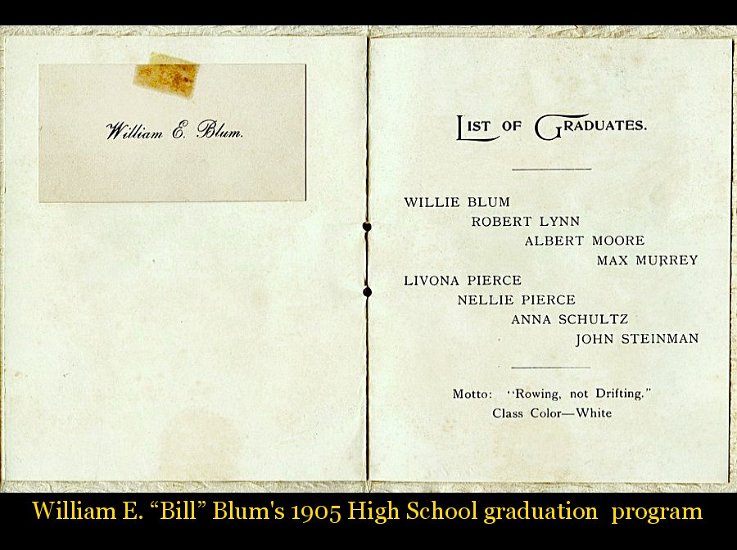 William E. Blum.
LIST OF GRADUATES.
WILLIE BLUM
ROBERT LYNN
ALBERT MOORE
MAX MURREY
LIVONA PIERCE
NELLIE PIERCE
ANNA SCHULTZ
JOHN STEINMAN
Motto: "Rowing, not Drifting."
Class Color—White
William E. “Bill” Blum's 1905 High School graduation program